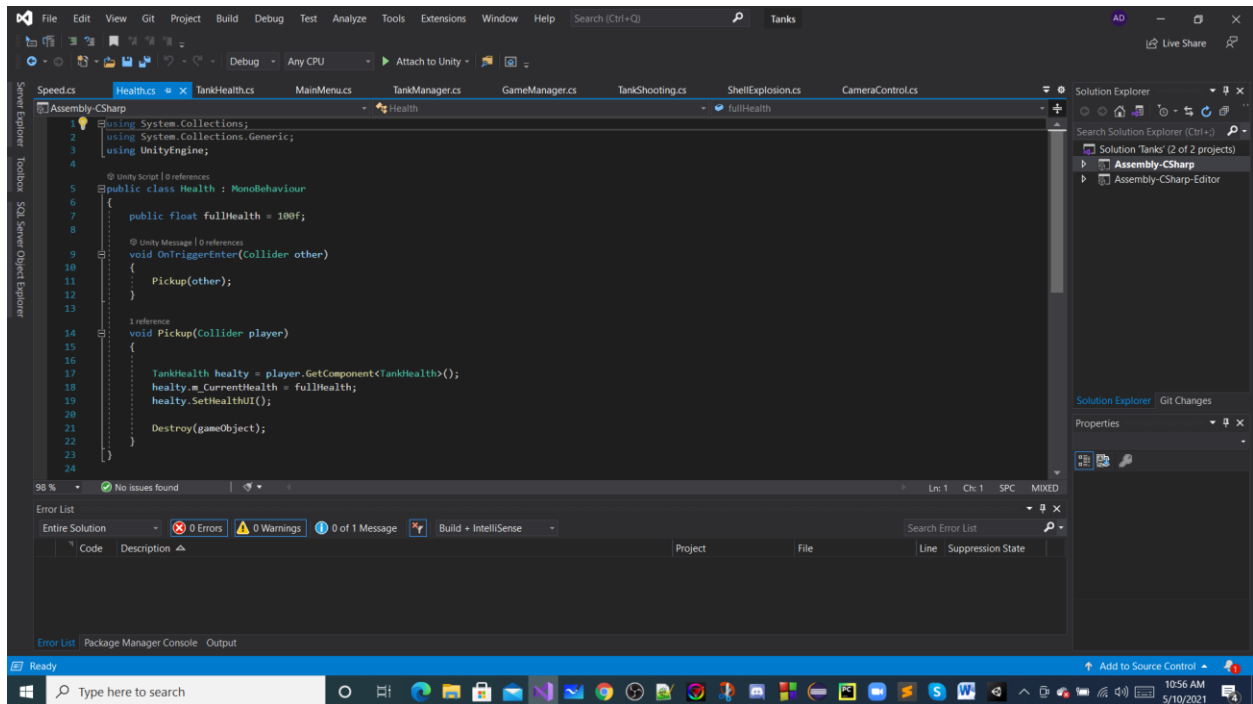 File Edit View Git Project Build Debug Test Analyze Tools Extensions Window Help Search (Ctrl+Q) Tanks AD
Live Share
Debug Any CPU Attach to Unity
Speed.cs Health.cs TankHealth.cs MainMenu.cs TankManager.cs GameManager.cs TankShooting.cs ShellExplosion.cs CameraControl.cs
Assembly-CSharp Health fullHealth
1 using System.Collections;
2 using System.Collections.Generic;
3 using UnityEngine;
4
Unity Script | 0 references
5 public class Health : MonoBehaviour
6 {
7 public float fullHealth = 100f;
8
Unity Message | 0 references
9 void OnTriggerEnter(Collider other)
10 {
11 Pickup(other);
12 }
13
1 reference
14 void Pickup(Collider player)
15 {
16
17 TankHealth healty = player.GetComponent<TankHealth>();
18 healty.m_CurrentHealth = fullHealth;
19 healty.SetHealthUI();
20
21 Destroy(gameObject);
22 }
23 }
24
98 % No issues found Ln: 1 Ch: 1 SPC MIXED
Server Explorer
Toolbox
SQL Server Object Explorer
Solution Explorer
Search Solution Explorer (Ctrl+;)
Solution 'Tanks' (2 of 2 projects)
Assembly-CSharp
Assembly-CSharp-Editor
Solution Explorer Git Changes
Properties
Error List
Entire Solution 0 Errors 0 Warnings 0 of 1 Message Build + IntelliSense Search Error List
Code Description Project File Line Suppression State
Error List Package Manager Console Output
Ready Add to Source Control 1
Type here to search
10:56 AM
5/10/2021
4